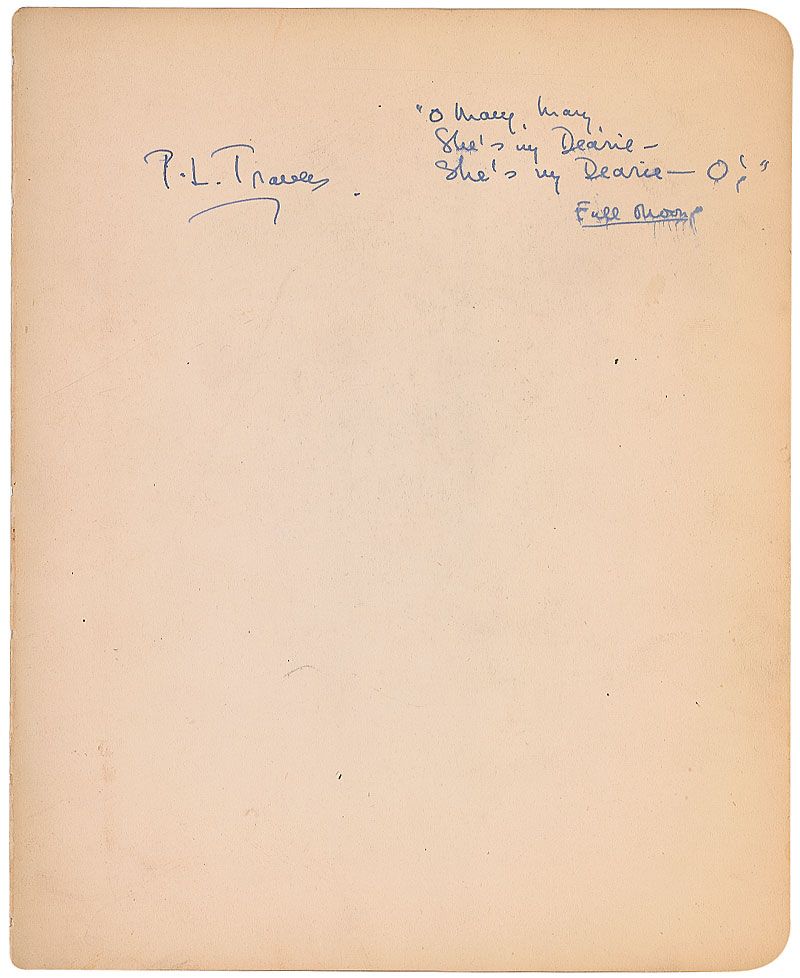 P. L. Travers
"O Mary, Mary,
She's my Dearie —
She's my Dearie — O!"
Full Moon